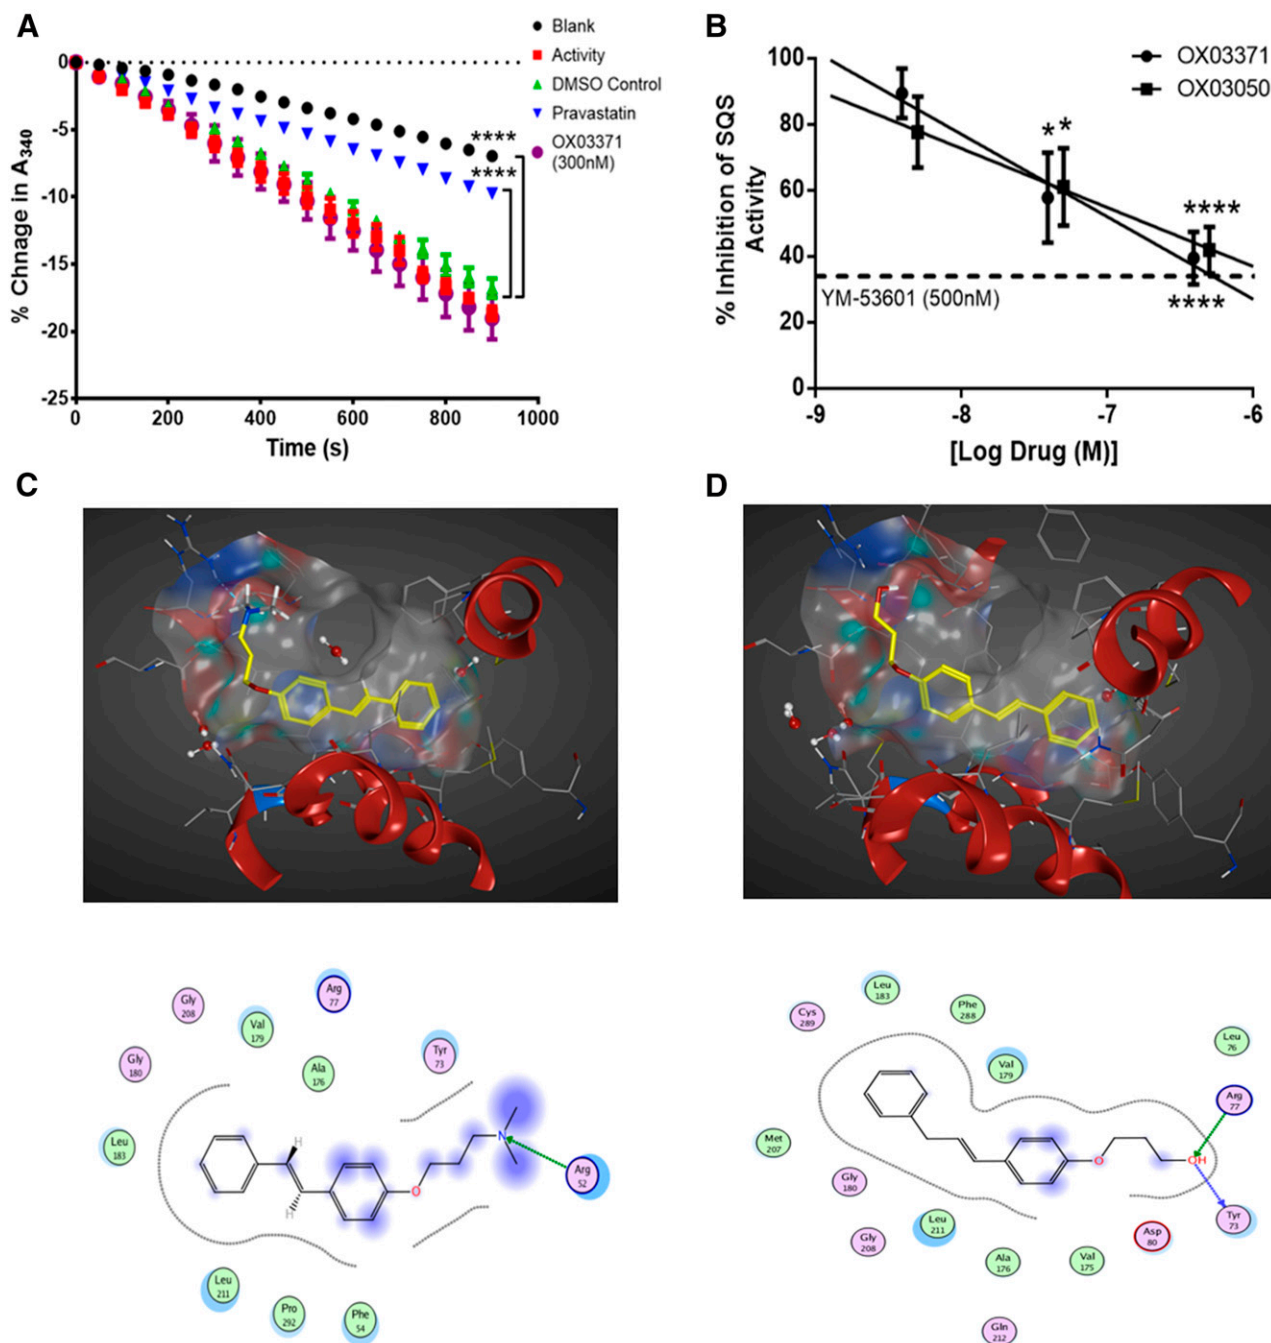 A
Blank
Activity
DMSO Control
Pravastatin
OX03371
(300nM)
% Chnage in A340
0
-5
-10
-15
-20
-25
****
****
0
200
400
600
800
1000
Time (s)
B
OX03371
OX03050
% Inhibition of SQS
Activity
100
80
60
40
20
0
*
*
****
****
YM-53601 (500nM)
-9
-8
-7
-6
[Log Drug (M)]
C
D
Arg
77
Gly
208
Val
179
Tyr
73
Gly
180
Ala
176
Leu
183
H
N
Arg
52
O
H
Leu
211
Pro
292
Phe
54
Leu
183
Cys
289
Phe
288
Leu
76
Val
179
Arg
77
Met
207
O
OH
Gly
180
Leu
211
Asp
80
Tyr
73
Gly
208
Ala
176
Val
175
Gln
212